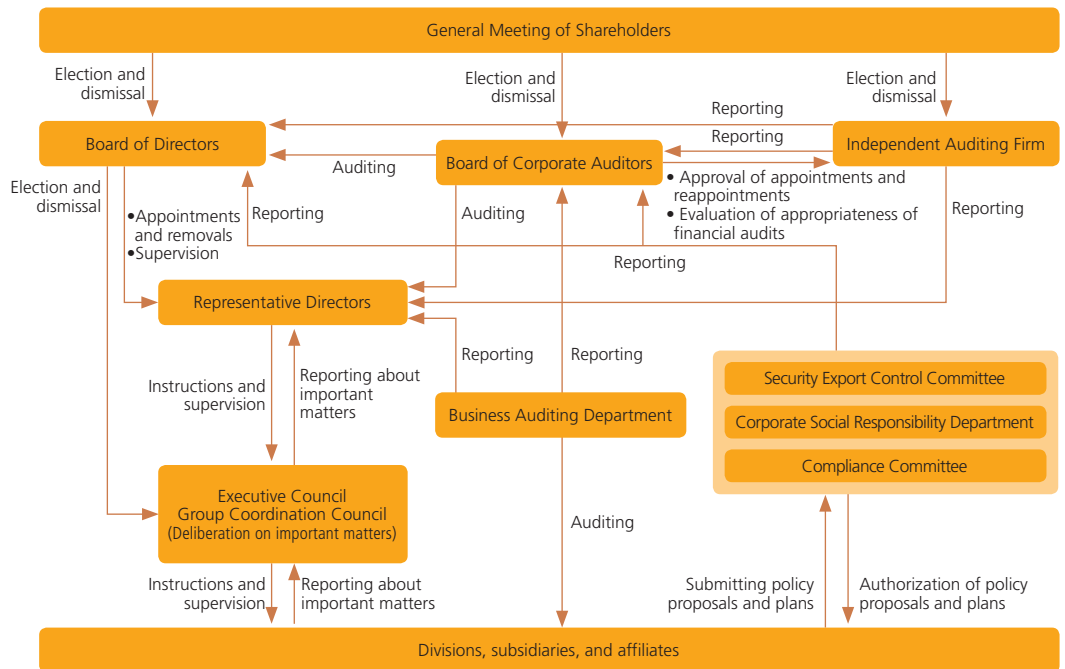 General Meeting of Shareholders
Election and
dismissal
Election and
dismissal
Election and
dismissal
Reporting
Board of Directors
Auditing
Board of Corporate Auditors
Reporting
Independent Auditing Firm
Election and
dismissal
•Appointments
and removals
•Supervision
Reporting
Auditing
• Approval of appointments and
reappointments
• Evaluation of appropriateness of
financial audits
Reporting
Reporting
Representative Directors
Instructions and
supervision
Reporting about
important
matters
Reporting
Reporting
Business Auditing Department
Security Export Control Committee
Corporate Social Responsibility Department
Compliance Committee
Executive Council
Group Coordination Council
(Deliberation on important matters)
Auditing
Instructions and
supervision
Reporting about
important matters
Submitting policy
proposals and plans
Authorization of policy
proposals and plans
Divisions, subsidiaries, and affiliates